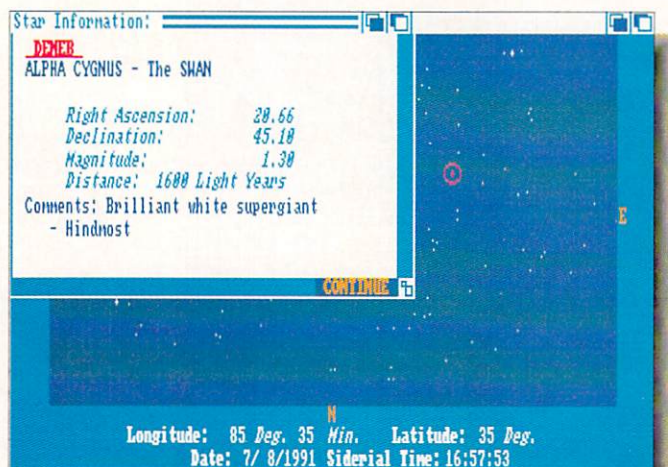 Star Information:
DENEB
ALPHA CYGNUS - The SWAN
Right Ascension: 20.66
Declination: 45.10
Magnitude: 1.30
Distance: 1600 Light Years
Comments: Brilliant white supergiant
- Hindmost
CONTINUE
E
N
Longitude: 85 Deg. 35 Min. Latitude: 35 Deg.
Date: 7/ 8/1991 Siderial Time: 16:57:53